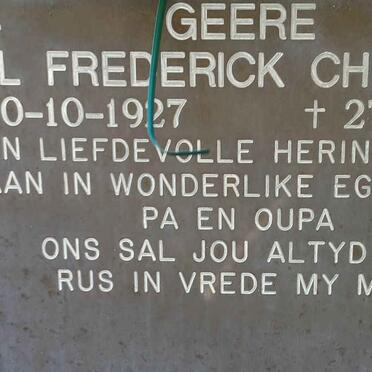 GEERE
L FREDERICK CH
0-10-1927 † 2
N LIEFDEVOLLE HERIN
AAN IN WONDERLIKE EG
PA EN OUPA
ONS SAL JOU ALTYD
RUS IN VREDE MY M